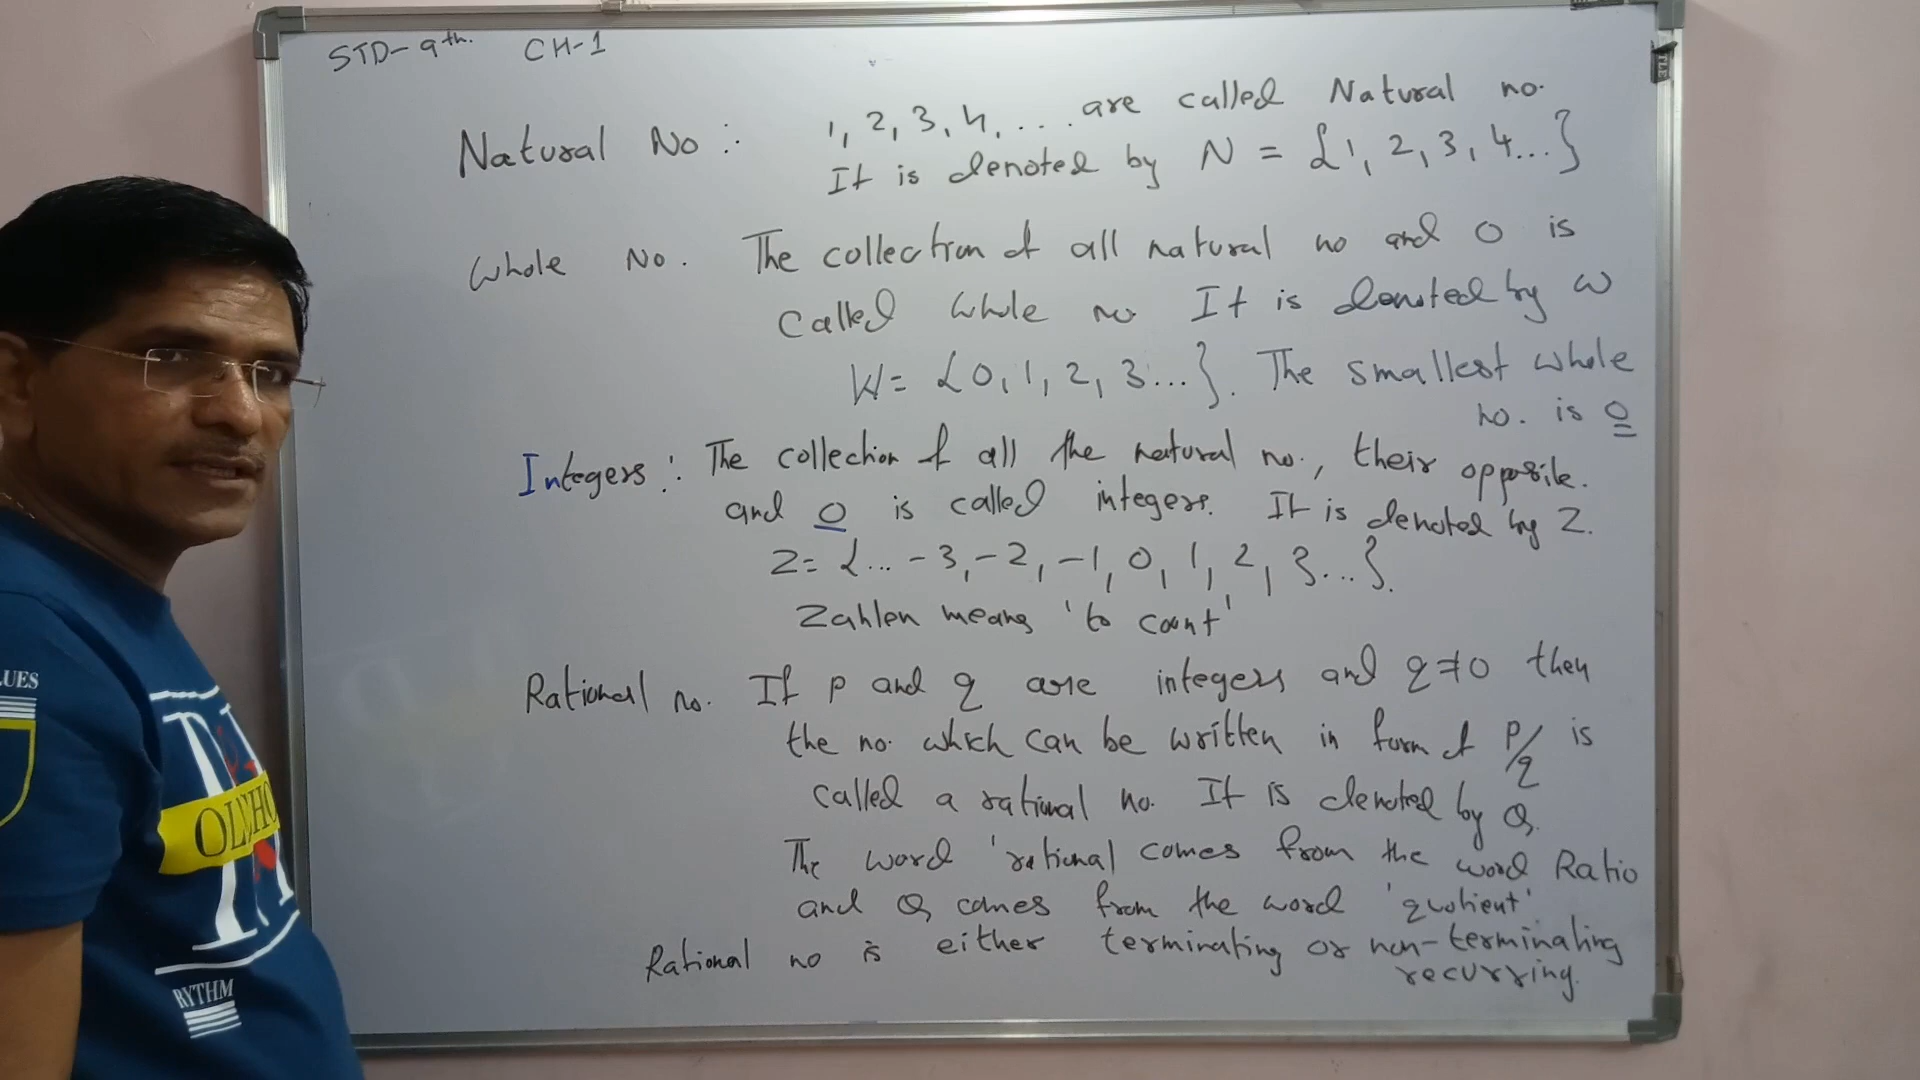 STD-9th. CH-1
Natural No:. 1, 2, 3, 4, ... are called Natural no.
It is denoted by N = {1, 2, 3, 4...}
Whole No. The collection of all natural no and 0 is
Called Whole no It is denoted by W
W= {0, 1, 2, 3...}. The smallest whole
no. is 0
Integers:. The collection of all the natural no., their opposite.
and 0 is called integers. It is denoted by Z.
Z= {... -3, -2, -1, 0, 1, 2, 3...}.
Zahlen means 'to count'
Rational no. If p and q are integers and q≠0 then
the no. which can be written in form of P/q is
called a rational no. It is denoted by Q.
The word 'rational comes from the word Ratio
and Q comes from the word 'quotient'
Rational no is either terminating or non-terminating
recurring.
LUES
RYTHM